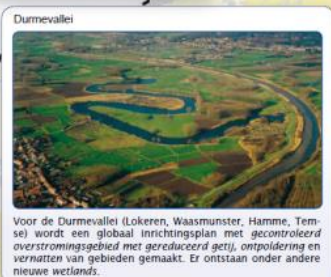 Durmevallei
Voor de Durmevallei (Lokeren, Waasmunster, Hamme, Tem-
se) wordt een globaal inrichtingsplan met gecontroleerd
overstromingsgebied met gereduceerd getij, ontpoldering en
vernatten van gebieden gemaakt. Er ontstaan onder andere
nieuwe wetlands.